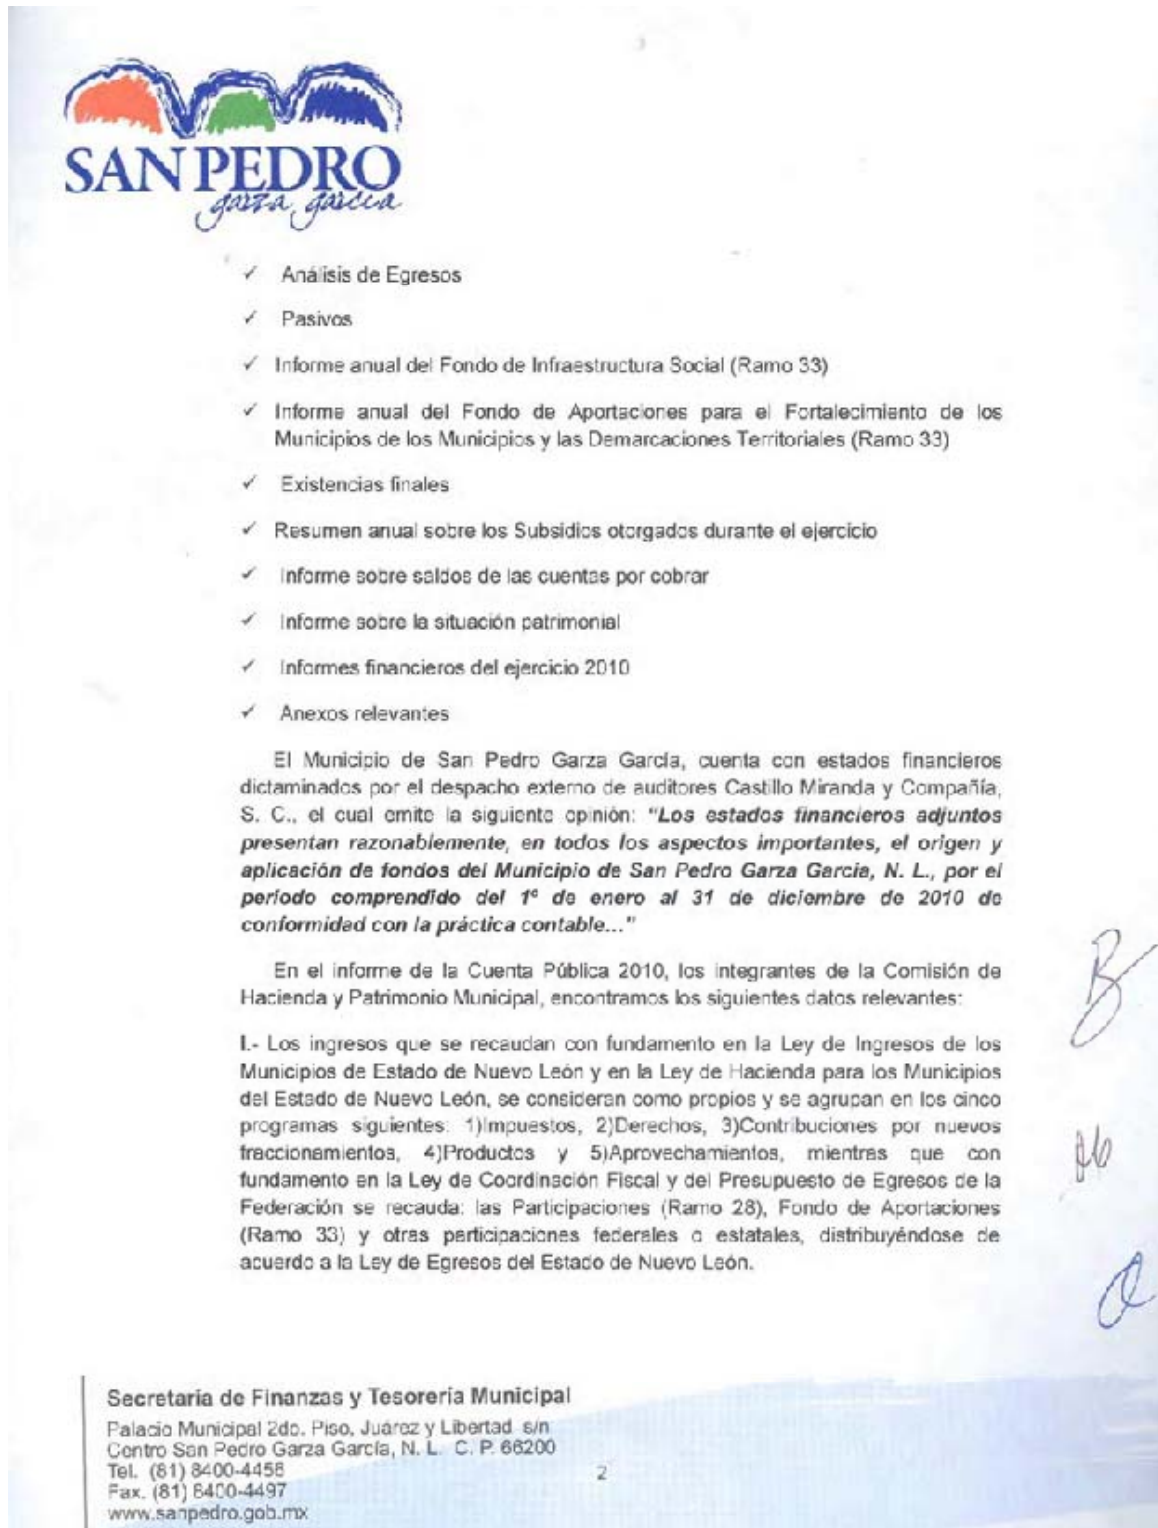 SAN PEDRO
garza garcía
✓ Análisis de Egresos
✓ Pasivos
✓ Informe anual del Fondo de Infraestructura Social (Ramo 33)
✓ Informe anual del Fondo de Aportaciones para el Fortalecimiento de los
Municipios de los Municipios y las Demarcaciones Territoriales (Ramo 33)
✓ Existencias finales
✓ Resumen anual sobre los Subsidios otorgados durante el ejercicio
✓ Informe sobre saldos de las cuentas por cobrar
✓ Informe sobre la situación patrimonial
✓ Informes financieros del ejercicio 2010
✓ Anexos relevantes
El Municipio de San Pedro Garza García, cuenta con estados financieros
dictaminados por el despacho externo de auditores Castillo Miranda y Compañía,
S. C., el cual emite la siguiente opinión: "Los estados financieros adjuntos
presentan razonablemente, en todos los aspectos importantes, el origen y
aplicación de fondos del Municipio de San Pedro Garza Garcia, N. L., por el
periodo comprendido del 1º de enero al 31 de diciembre de 2010 de
conformidad con la práctica contable..."
En el informe de la Cuenta Pública 2010, los integrantes de la Comisión de
Hacienda y Patrimonio Municipal, encontramos los siguientes datos relevantes:
I.- Los ingresos que se recaudan con fundamento en la Ley de Ingresos de los
Municipios de Estado de Nuevo León y en la Ley de Hacienda para los Municipios
del Estado de Nuevo León, se consideran como propios y se agrupan en los cinco
programas siguientes: 1)Impuestos, 2)Derechos, 3)Contribuciones por nuevos
fraccionamientos, 4)Productos y 5)Aprovechamientos, mientras que con
fundamento en la Ley de Coordinación Fiscal y del Presupuesto de Egresos de la
Federación se recauda: las Participaciones (Ramo 28), Fondo de Aportaciones
(Ramo 33) y otras participaciones federales o estatales, distribuyéndose de
acuerdo a la Ley de Egresos del Estado de Nuevo León.
Secretaría de Finanzas y Tesorería Municipal
Palacio Municipal 2do. Piso, Juárez y Libertad s/n
Centro San Pedro Garza García, N. L. C. P. 66200
Tel. (81) 8400-4458
Fax. (81) 8400-4497
www.sanpedro.gob.mx
2